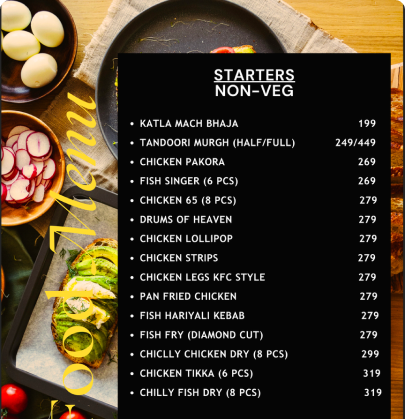 STARTERS
NON-VEG
Food Menu
• KATLA MACH BHAJA 199
• TANDOORI MURGH (HALF/FULL) 249/449
• CHICKEN PAKORA 269
• FISH SINGER (6 PCS) 269
• CHICKEN 65 (8 PCS) 279
• DRUMS OF HEAVEN 279
• CHICKEN LOLLIPOP 279
• CHICKEN STRIPS 279
• CHICKEN LEGS KFC STYLE 279
• PAN FRIED CHICKEN 279
• FISH HARIYALI KEBAB 279
• FISH FRY (DIAMOND CUT) 279
• CHICLLY CHICKEN DRY (8 PCS) 299
• CHICKEN TIKKA (6 PCS) 319
• CHILLY FISH DRY (8 PCS) 319